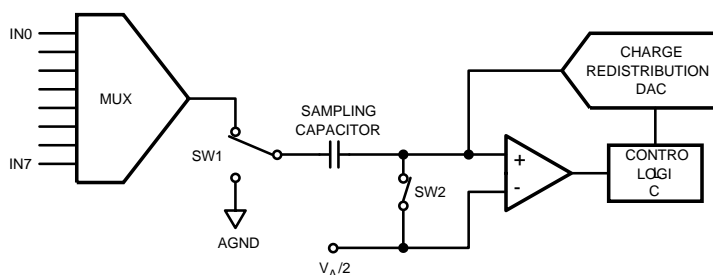 IN0
MUX
IN7
SW1
AGND
SAMPLING
CAPACITOR
SW2
V_A/2
+
-
CHARGE
REDISTRIBUTION
DAC
CONTRO
L
LOGI
C